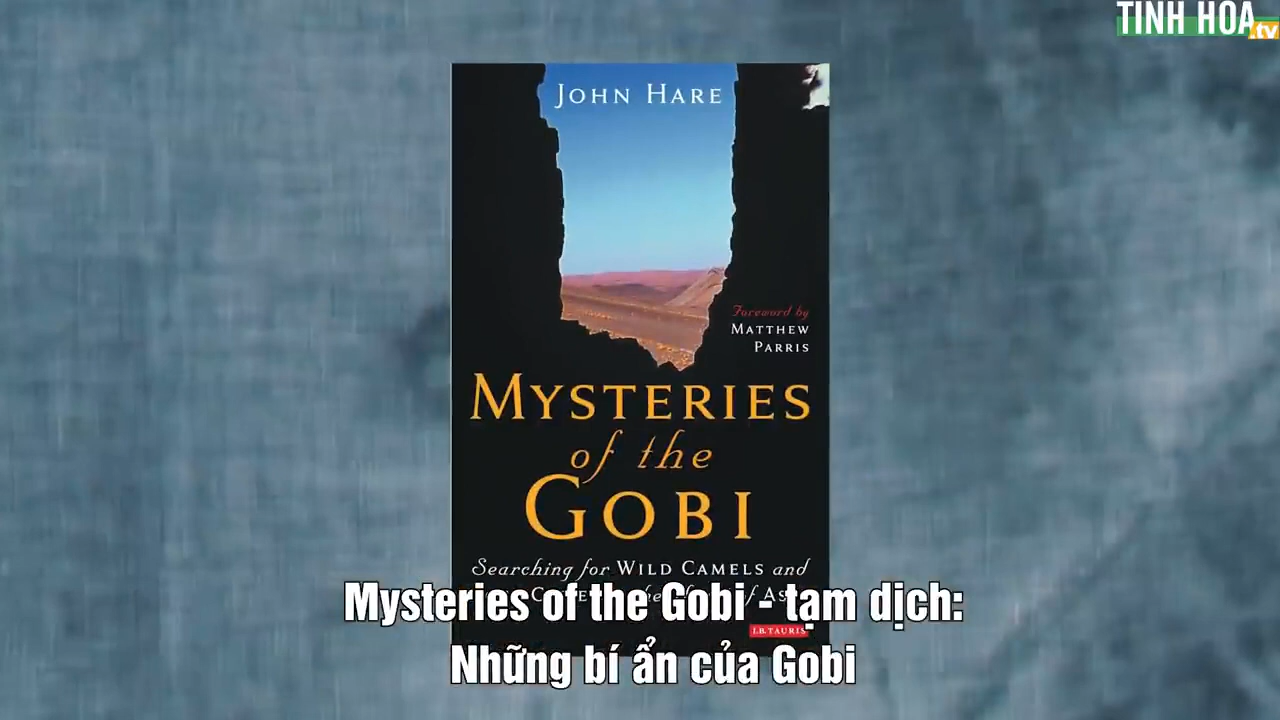 TINH HOA
.tv
JOHN HARE
Foreword by
MATTHEW
PARRIS
MYSTERIES
of the
GOBI
Searching for WILD CAMELS and
Mysteries of the Gobi - tạm dịch:
I.B.TAURIS
Những bí ẩn của Gobi